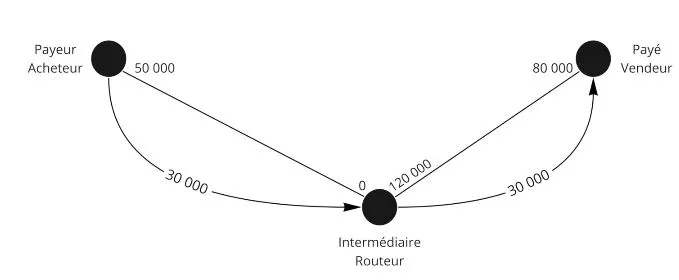 Payeur
Acheteur
50 000
80 000
Payé
Vendeur
30 000
0
120 000
30 000
Intermédiaire
Routeur